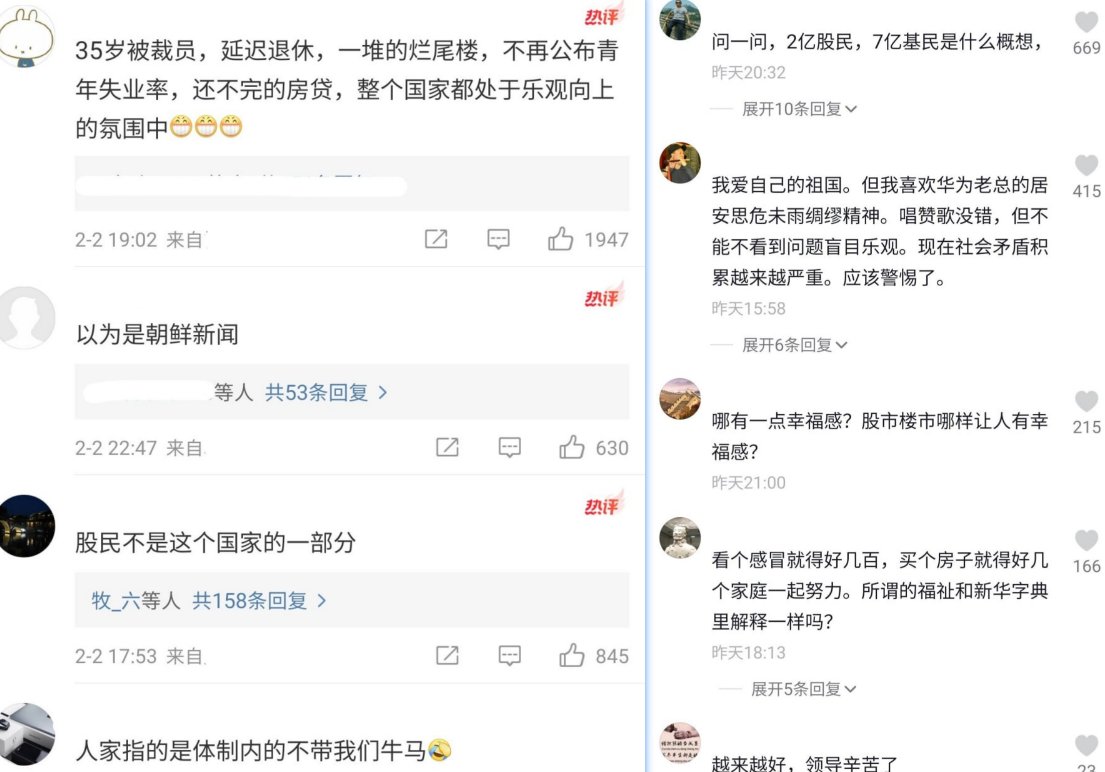 热评
35岁被裁员，延迟退休，一堆的烂尾楼，不再公布青
年失业率，还不完的房贷，整个国家都处于乐观向上
的氛围中😁😁😁
2-2 19:02 来自
1947
热评
以为是朝鲜新闻
等人 共53条回复 >
2-2 22:47 来自
630
热评
股民不是这个国家的一部分
牧_六等人 共158条回复 >
2-2 17:53 来自
845
人家指的是体制内的不带我们牛马🤣
问一问，2亿股民，7亿基民是什么概想，
669
昨天20:32
展开10条回复
我爱自己的祖国。但我喜欢华为老总的居
415
安思危未雨绸缪精神。唱赞歌没错，但不
能不看到问题盲目乐观。现在社会矛盾积
累越来越严重。应该警惕了。
昨天15:58
展开6条回复
哪有一点幸福感？股市楼市哪样让人有幸
215
福感？
昨天21:00
看个感冒就得好几百，买个房子就得好几
166
个家庭一起努力。所谓的福祉和新华字典
里解释一样吗？
昨天18:13
展开5条回复
越来越好，领导辛苦了
23